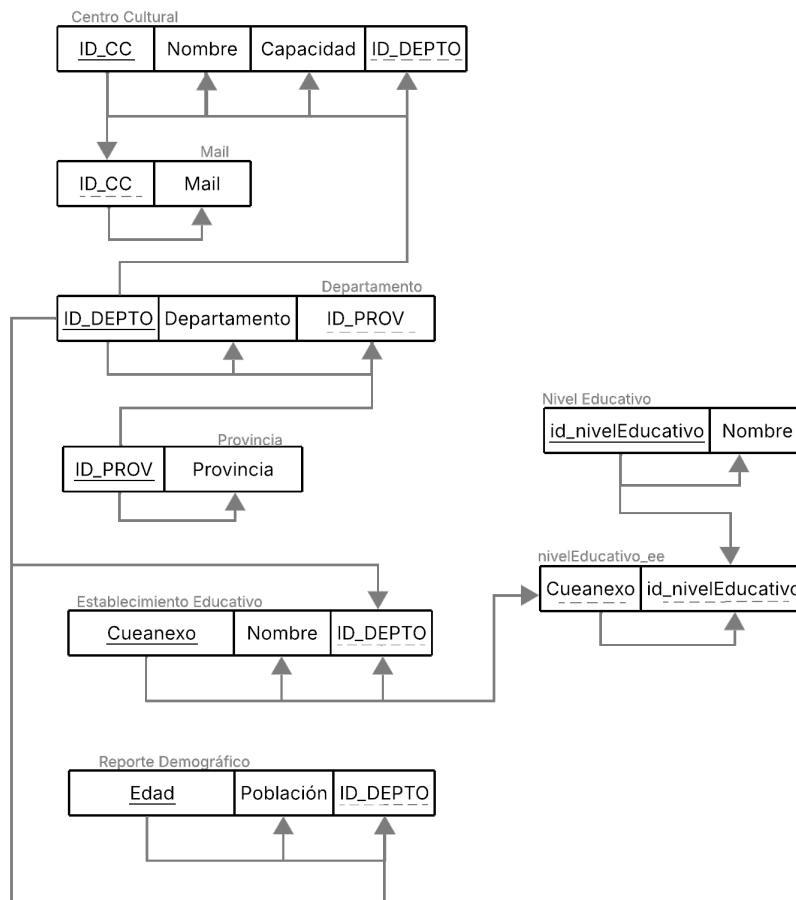 Centro Cultural
ID_CC Nombre Capacidad ID_DEPTO
Mail
ID_CC Mail
Departamento
ID_DEPTO Departamento ID_PROV
Provincia
ID_PROV Provincia
Nivel Educativo
id_nivelEducativo Nombre
nivelEducativo_ee
Cueanexo id_nivelEducativo
Establecimiento Educativo
Cueanexo Nombre ID_DEPTO
Reporte Demográfico
Edad Población ID_DEPTO